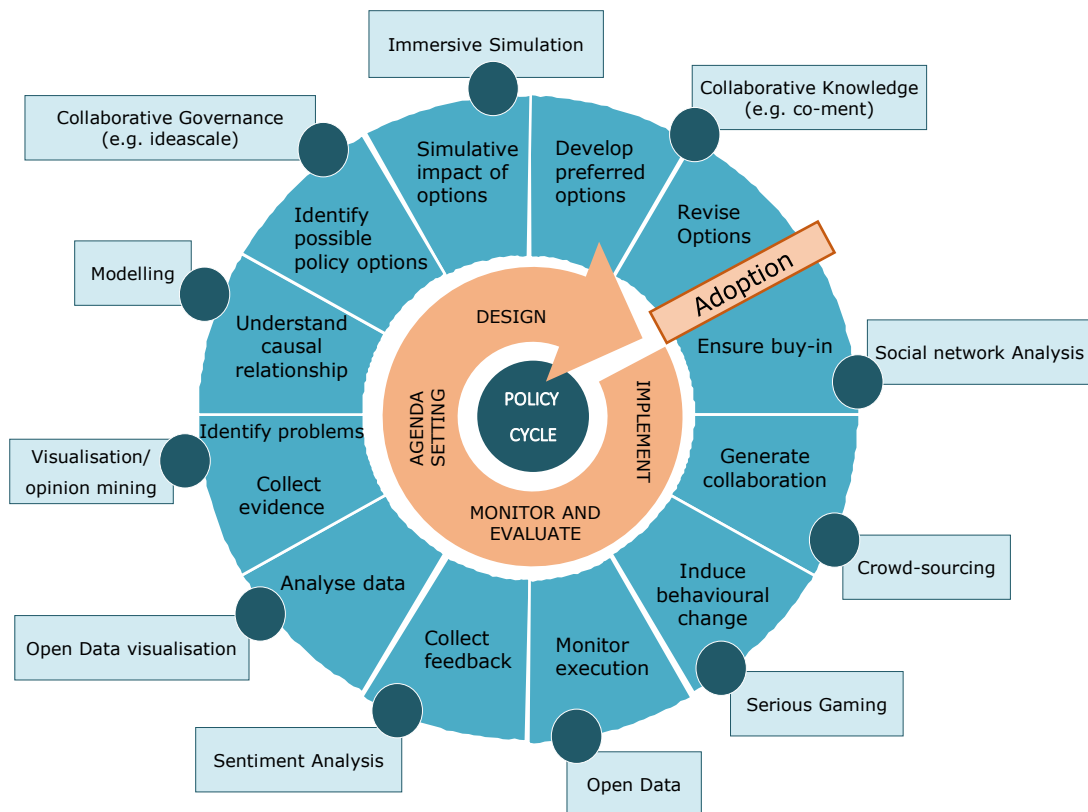 Immersive Simulation
Collaborative Knowledge
(e.g. co-ment)
Collaborative Governance
(e.g. ideascale)
Simulative
impact of
options
Develop
preferred
options
Revise
Options
Identify
possible
policy options
Adoption
Modelling
DESIGN
Understand
causal
relationship
Ensure buy-in
Social network Analysis
POLICY
CYCLE
AGENDA
SETTING
IMPLEMENT
Identify problems
Collect
evidence
Visualisation/
opinion mining
Generate
collaboration
MONITOR AND
EVALUATE
Crowd-sourcing
Analyse data
Induce
behavioural
change
Open Data visualisation
Collect
feedback
Monitor
execution
Serious Gaming
Sentiment Analysis
Open Data